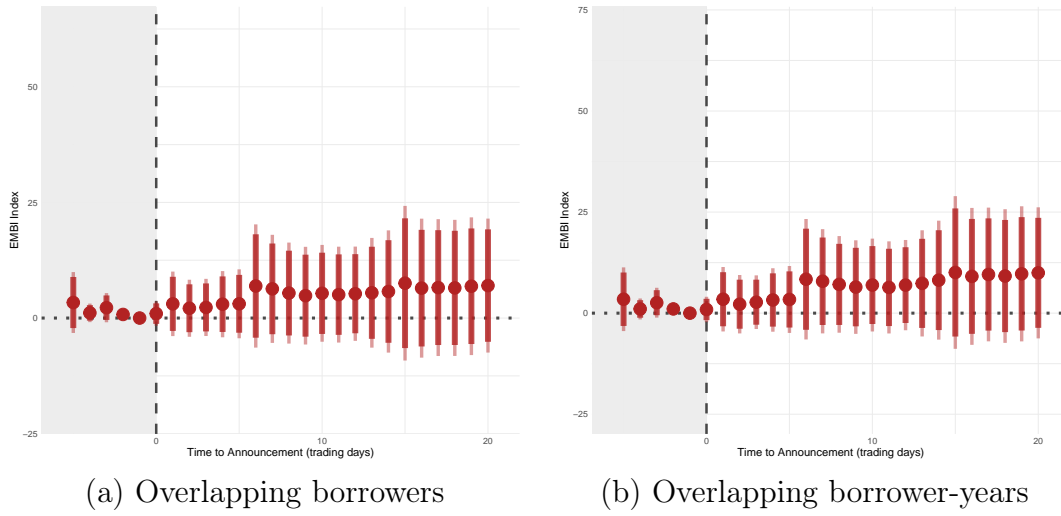 50
25
0
−25
EMBI Index
0
10
20
Time to Announcement (trading days)
(a) Overlapping borrowers
75
50
25
0
−25
EMBI Index
0
10
20
Time to Announcement (trading days)
(b) Overlapping borrower-years